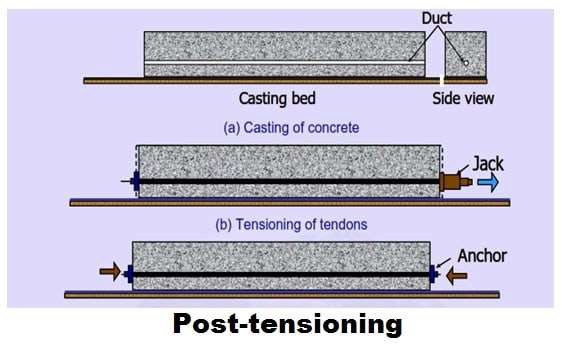 Duct
Casting bed
Side view
(a) Casting of concrete
Jack
(b) Tensioning of tendons
Anchor
Post-tensioning